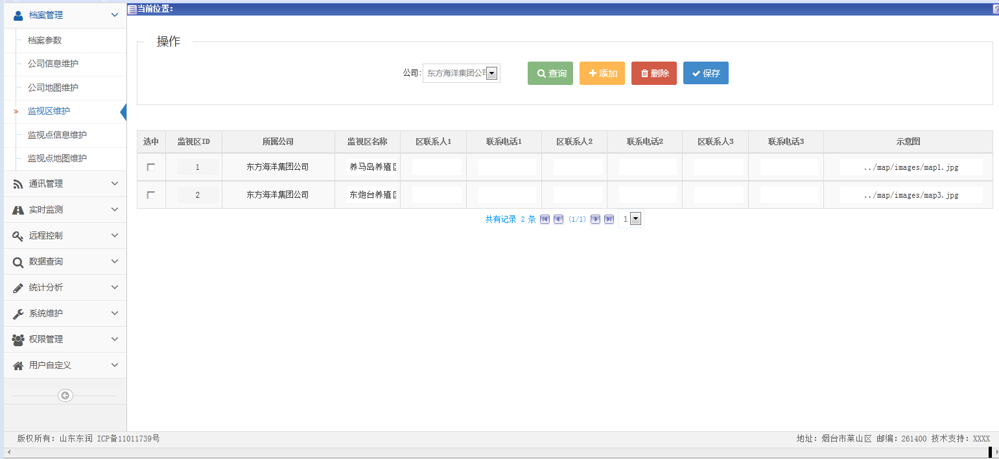 当前位置:
档案管理
档案参数
公司信息维护
公司地图维护
监视区维护
监视点信息维护
监视点地图维护
通讯管理
实时监测
远程控制
数据查询
统计分析
系统维护
权限管理
用户自定义
操作
公司: 东方海洋集团公司 查询 添加 删除 保存
选中 监视区ID 所属公司 监视区名称 区联系人1 联系电话1 区联系人2 联系电话2 区联系人3 联系电话3 示意图
1 东方海洋集团公司 养马岛养殖 ../map/images/map1.jpg
2 东方海洋集团公司 东炮台养殖 ../map/images/map3.jpg
共有记录 2 条 (1/1) 1
版权所有: 山东东润 ICP备11011739号 地址: 烟台市莱山区 邮编: 261400 技术支持: XXXX